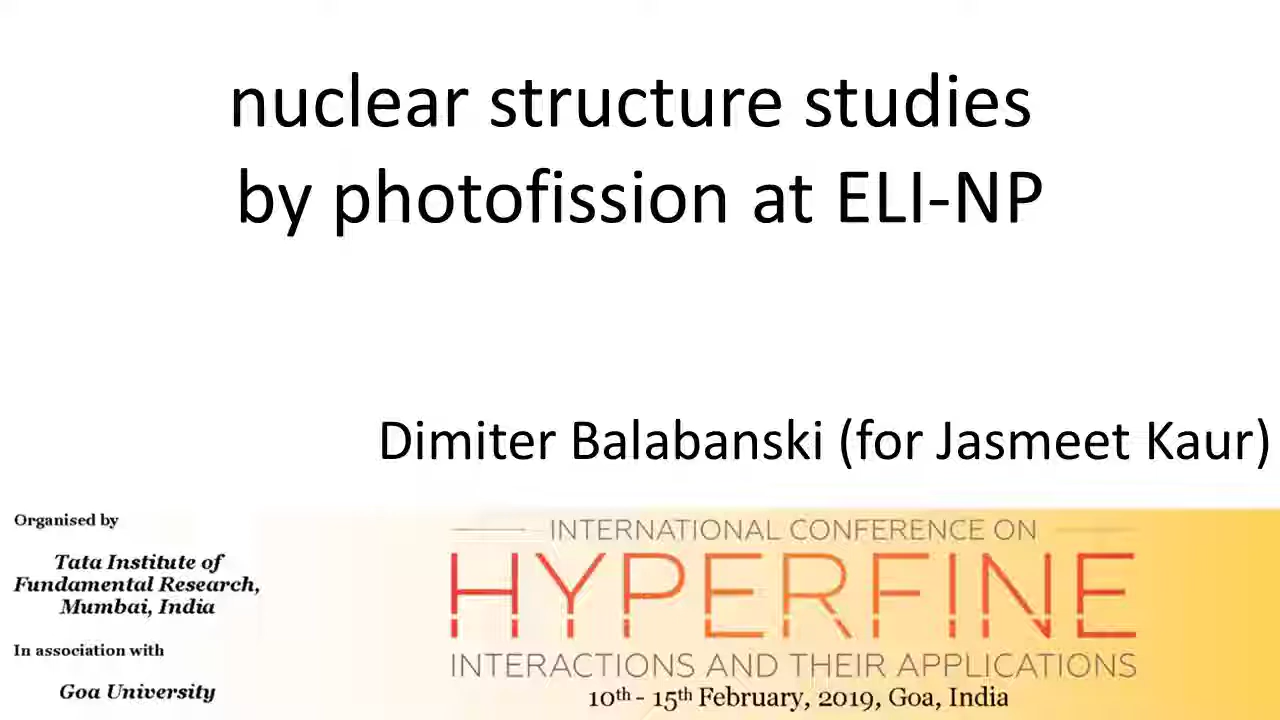 nuclear structure studies
by photofission at ELI-NP
Dimiter Balabanski (for Jasmeet Kaur)
Organised by
Tata Institute of
Fundamental Research,
Mumbai, India
In association with
Goa University
INTERNATIONAL CONFERENCE ON
HYPERFINE
INTERACTIONS AND THEIR APPLICATIONS
10th - 15th February, 2019, Goa, India